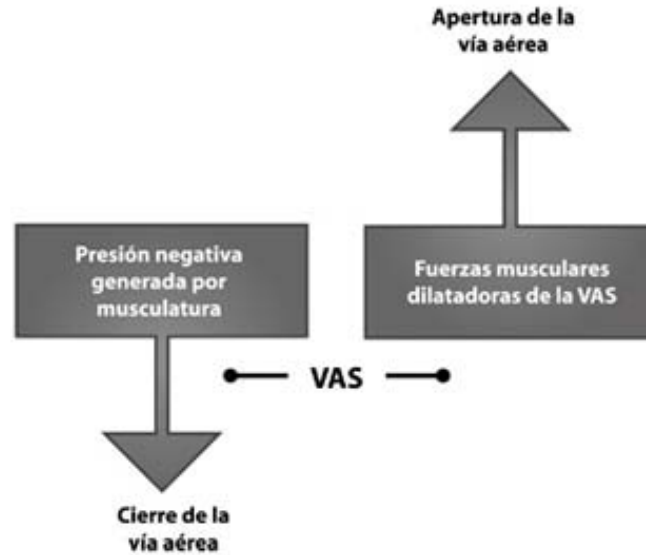 Apertura de la
vía aérea
Presión negativa
generada por
musculatura
Fuerzas musculares
dilatadoras de la VAS
VAS
Cierre de la
vía aérea